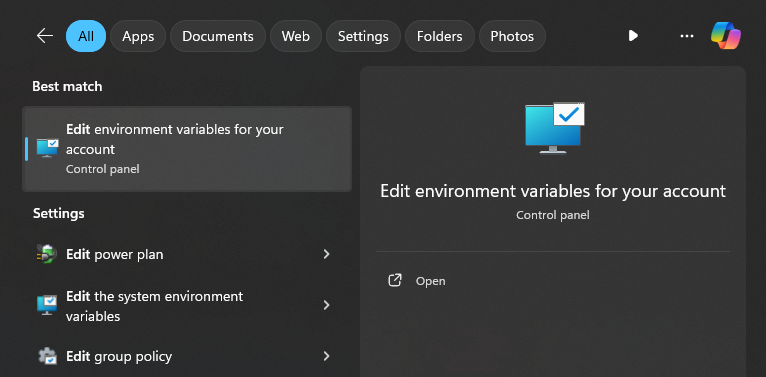 All Apps Documents Web Settings Folders Photos
Best match
Edit environment variables for your
account
Control panel
Settings
Edit power plan
Edit the system environment
variables
Edit group policy
Edit environment variables for your account
Control panel
Open